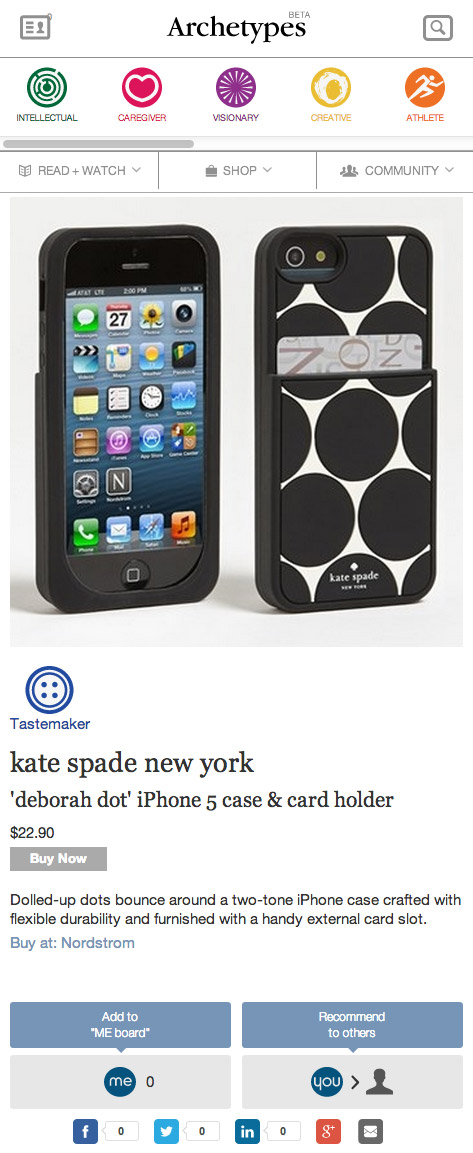 Archetypes
BETA
INTELLECTUAL
CAREGIVER
VISIONARY
CREATIVE
ATHLETE
READ + WATCH
SHOP
COMMUNITY
AT&T LTE 2:00 PM
Messages
Calendar
Photos
Camera
Videos
Maps
Weather
Passbook
Notes
Reminders
Clock
Stocks
Newsstand
iTunes
App Store
Game Center
Settings
Nordstrom
Phone
Mail
Safari
Music
kate spade
NEW YORK
Tastemaker
kate spade new york
'deborah dot' iPhone 5 case & card holder
$22.90
Buy Now
Dolled-up dots bounce around a two-tone iPhone case crafted with
flexible durability and furnished with a handy external card slot.
Buy at: Nordstrom
Add to
"ME board"
Recommend
to others
me 0
you >
f 0
0
in 0
g+